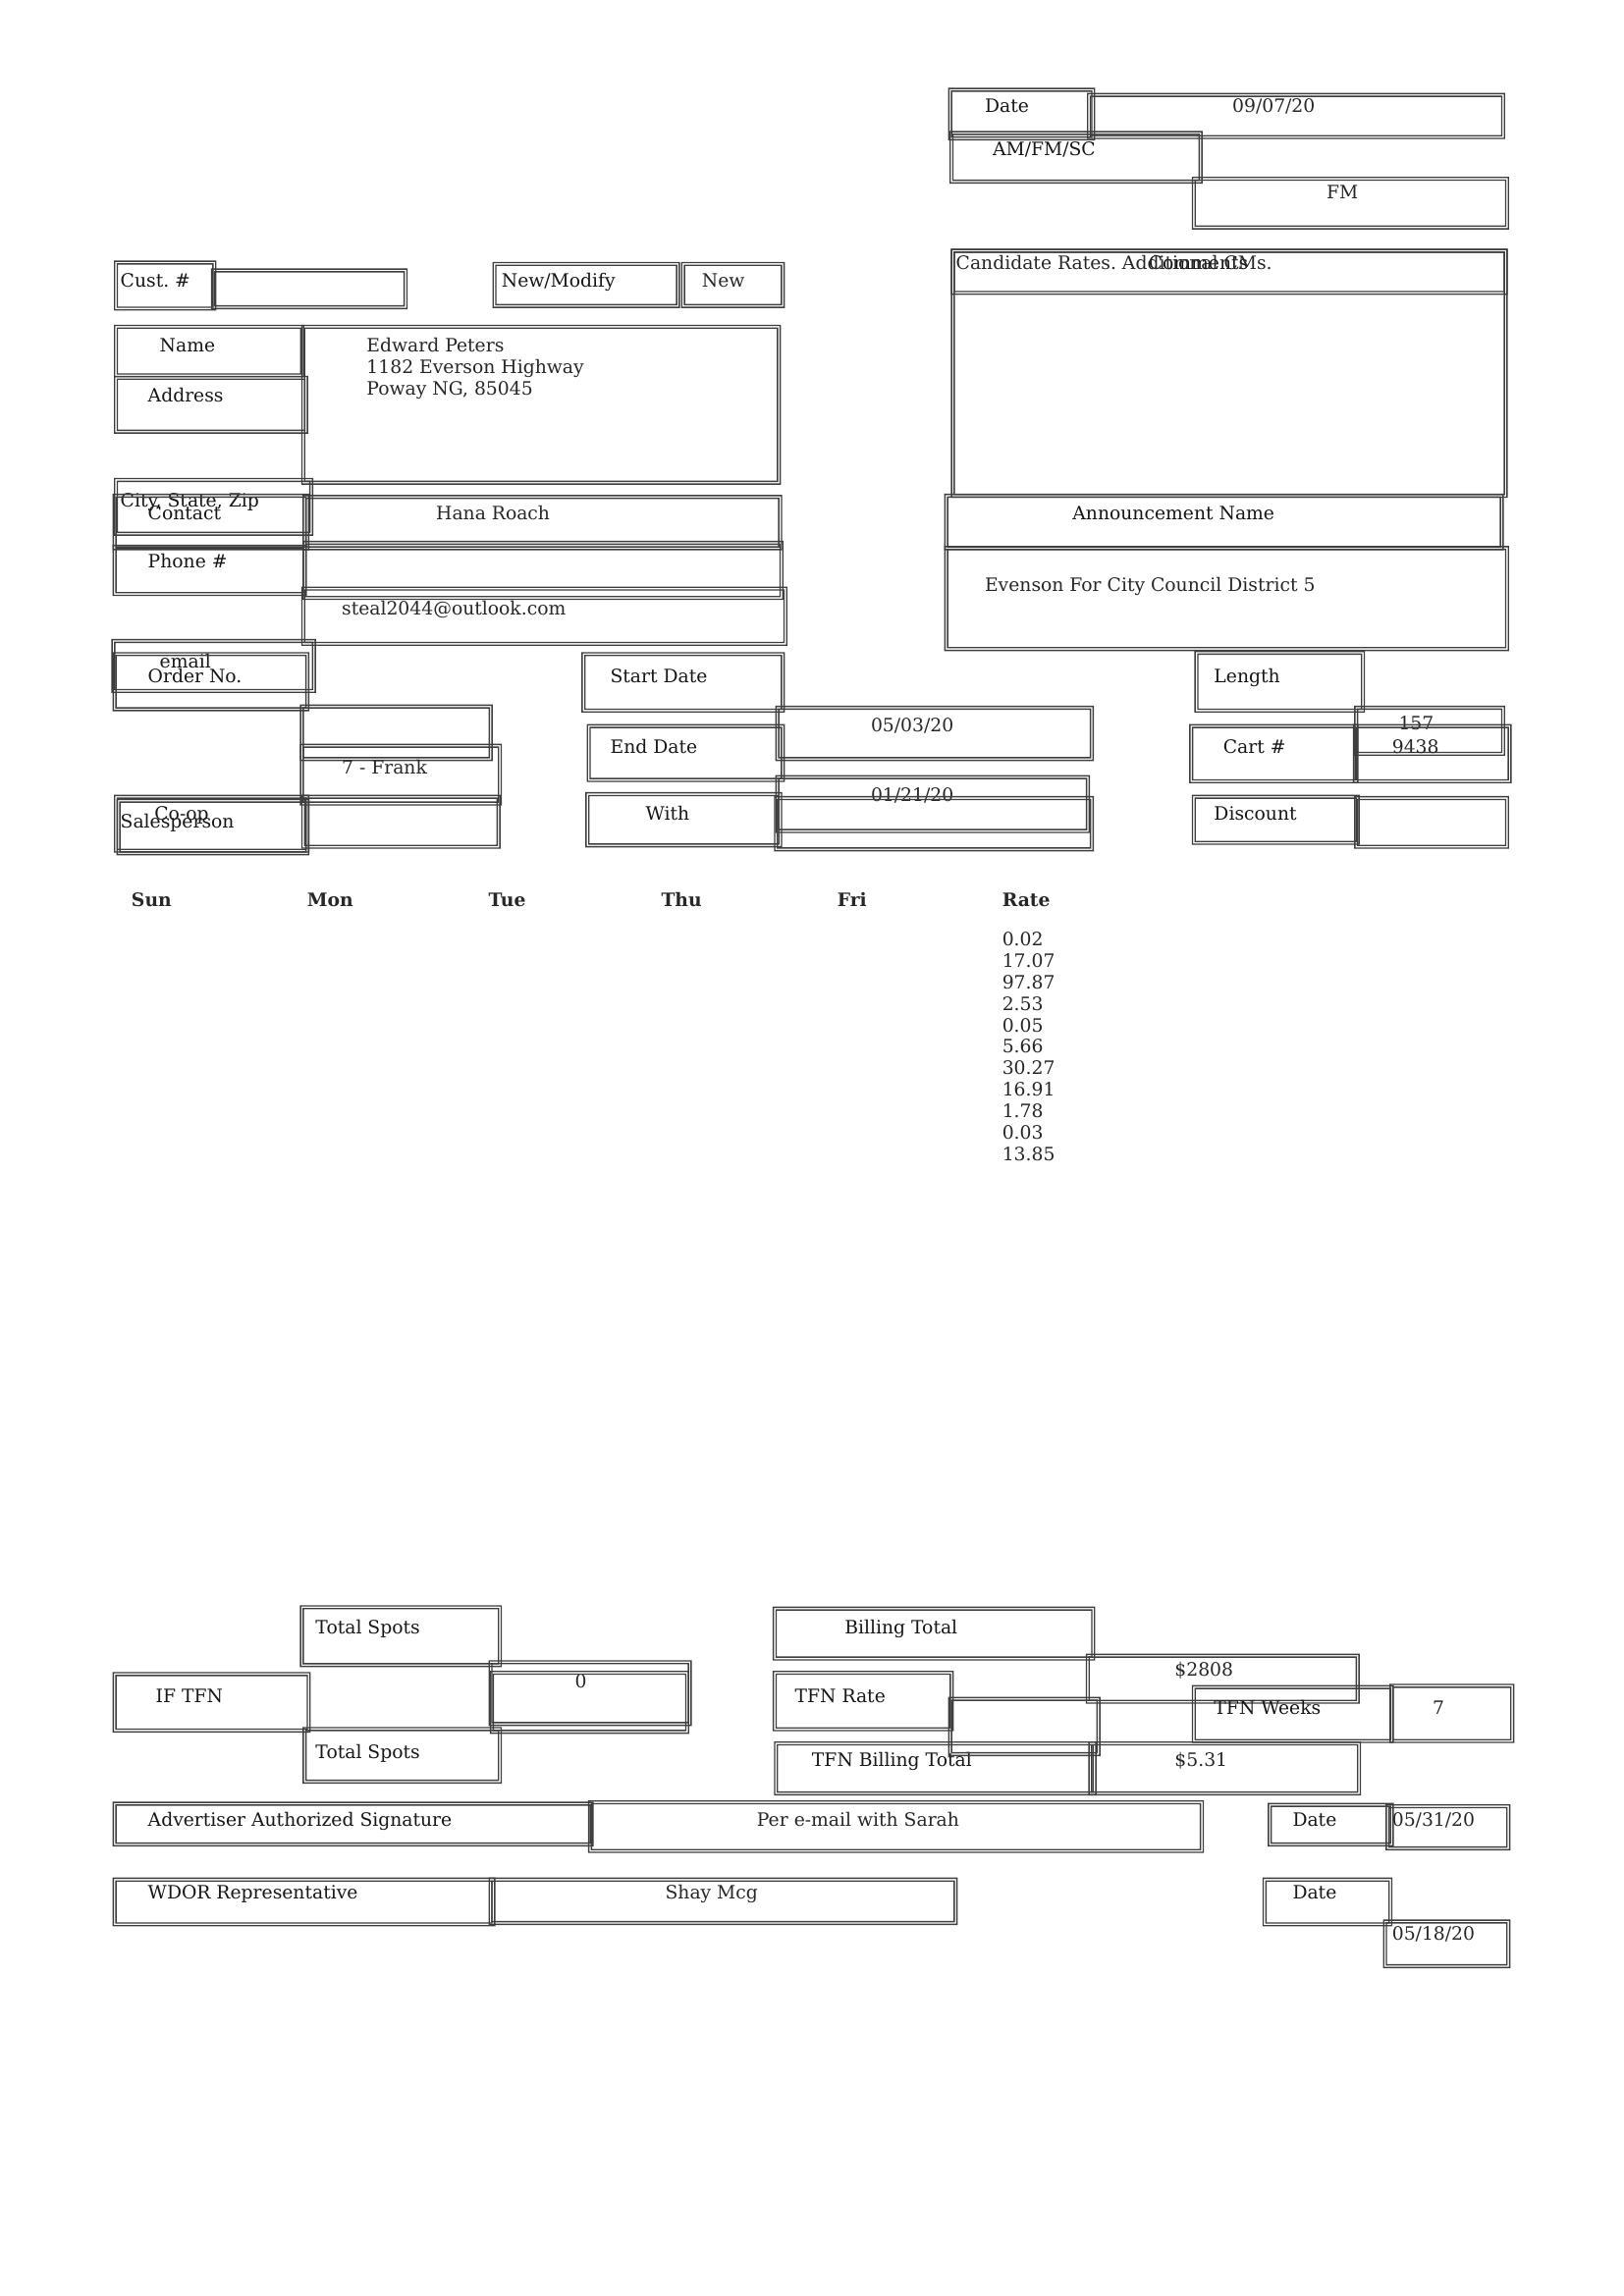 Date 09/07/20
AM/FM/SC
FM
Cust. # New/Modify New
Candidate Rates. Additional CMs.
Comments
Name Edward Peters
1182 Everson Highway
Poway NG, 85045
Address
City, State, Zip
Contact Hana Roach
Announcement Name
Phone #
Evenson For City Council District 5
steal2044@outlook.com
email
Order No. Start Date Length
05/03/20 157
End Date Cart # 9438
7 - Frank
01/21/20
Co-op With Discount
Salesperson
Sun Mon Tue Thu Fri Rate
0.02
17.07
97.87
2.53
0.05
5.66
30.27
16.91
1.78
0.03
13.85
Total Spots Billing Total
0 $2808
IF TFN TFN Rate TFN Weeks 7
Total Spots TFN Billing Total $5.31
Advertiser Authorized Signature Per e-mail with Sarah Date 05/31/20
WDOR Representative Shay Mcg Date
05/18/20